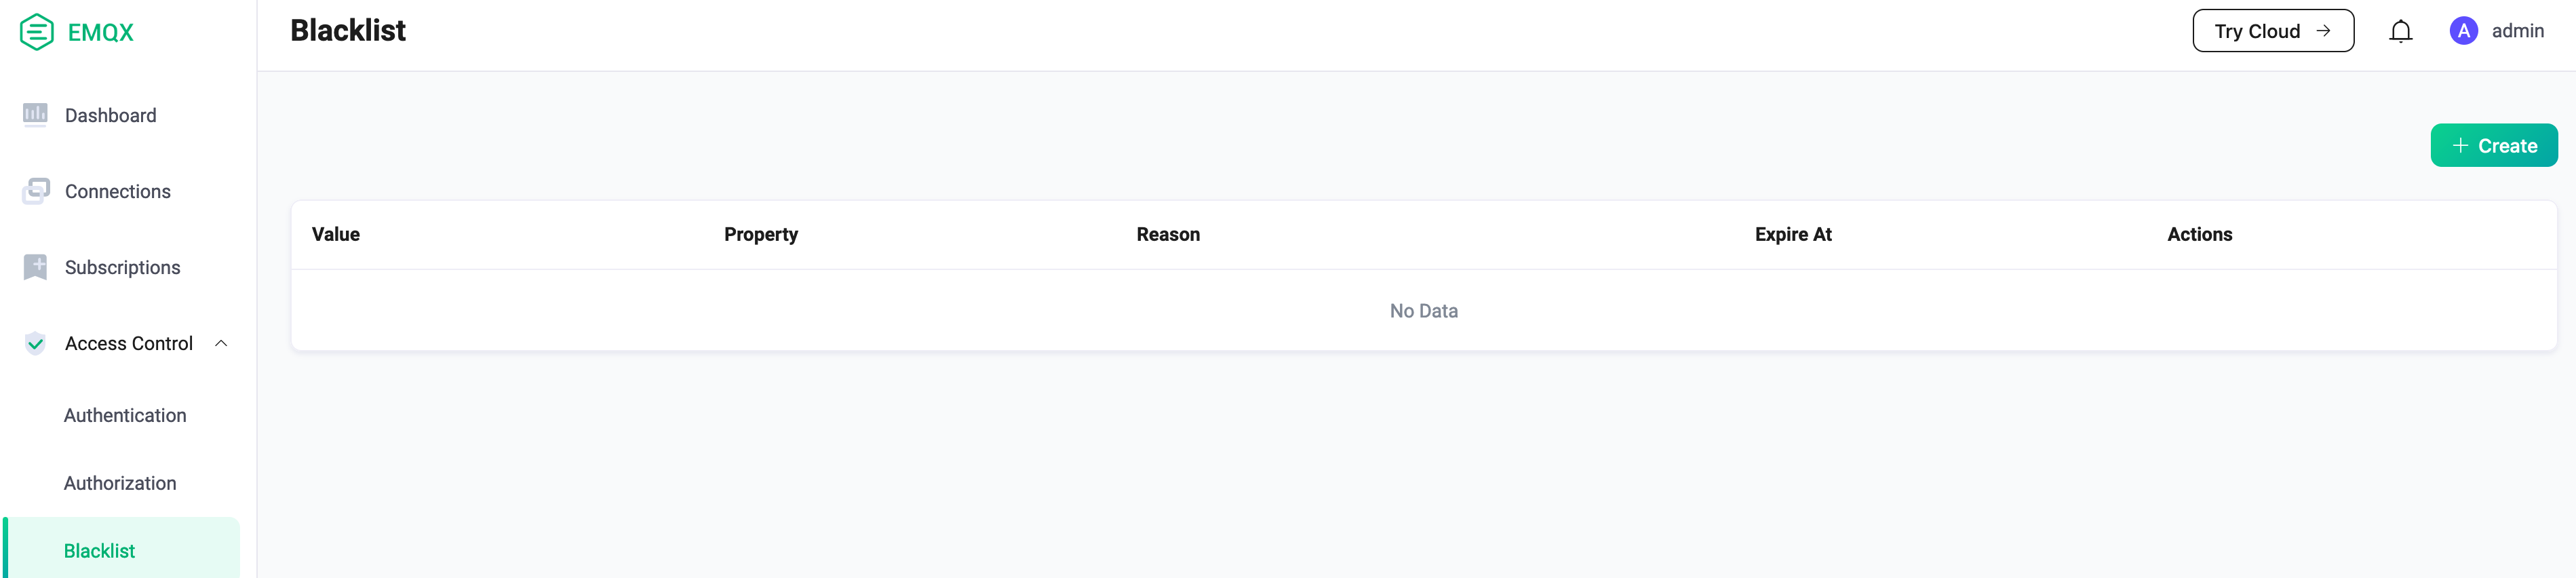 EMQX
Blacklist
Try Cloud →
A admin
Dashboard
Connections
Subscriptions
Access Control
Authentication
Authorization
Blacklist
+ Create
Value Property Reason Expire At Actions
No Data